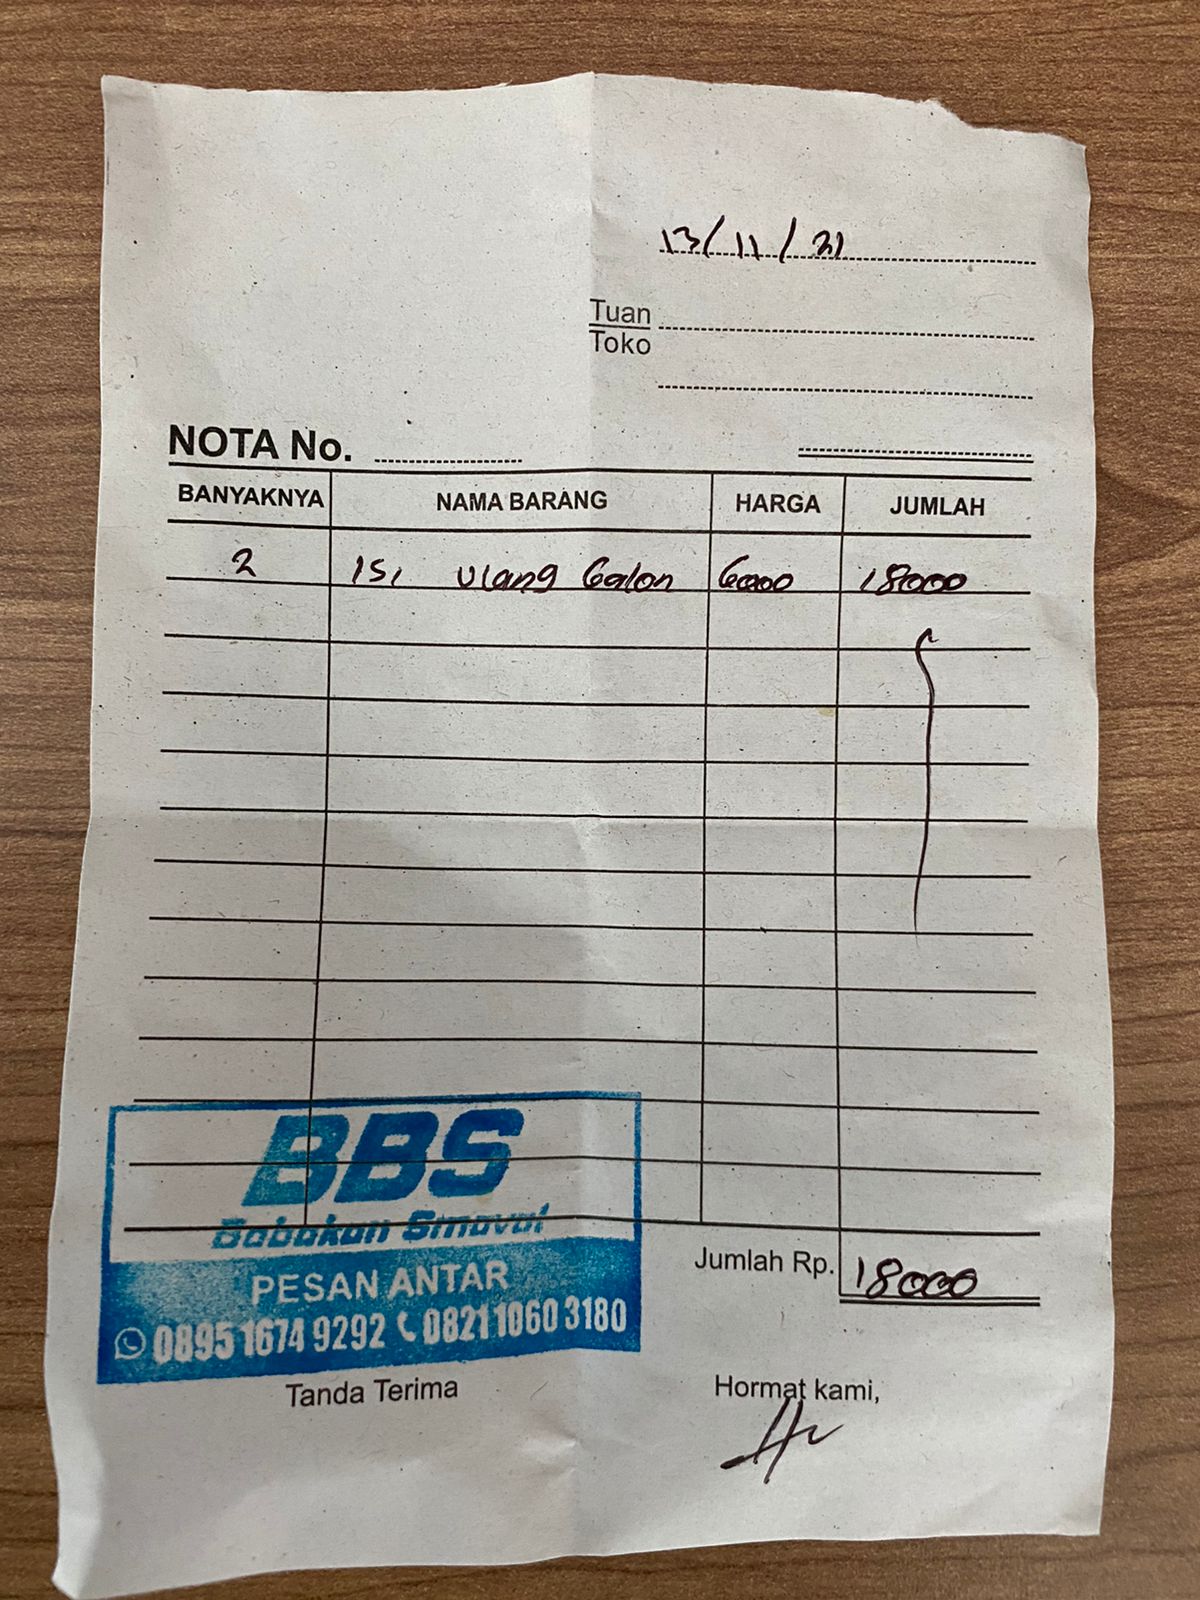 13/11/21
Tuan
Toko
NOTA No.
BANYAKNYA NAMA BARANG HARGA JUMLAH
2 Isi Ulang Galon 6000 18000
BBS
Babakan
PESAN ANTAR
0895 1674 9292 0821 1060 3180
Jumlah Rp. 18000
Tanda Terima Hormat kami,